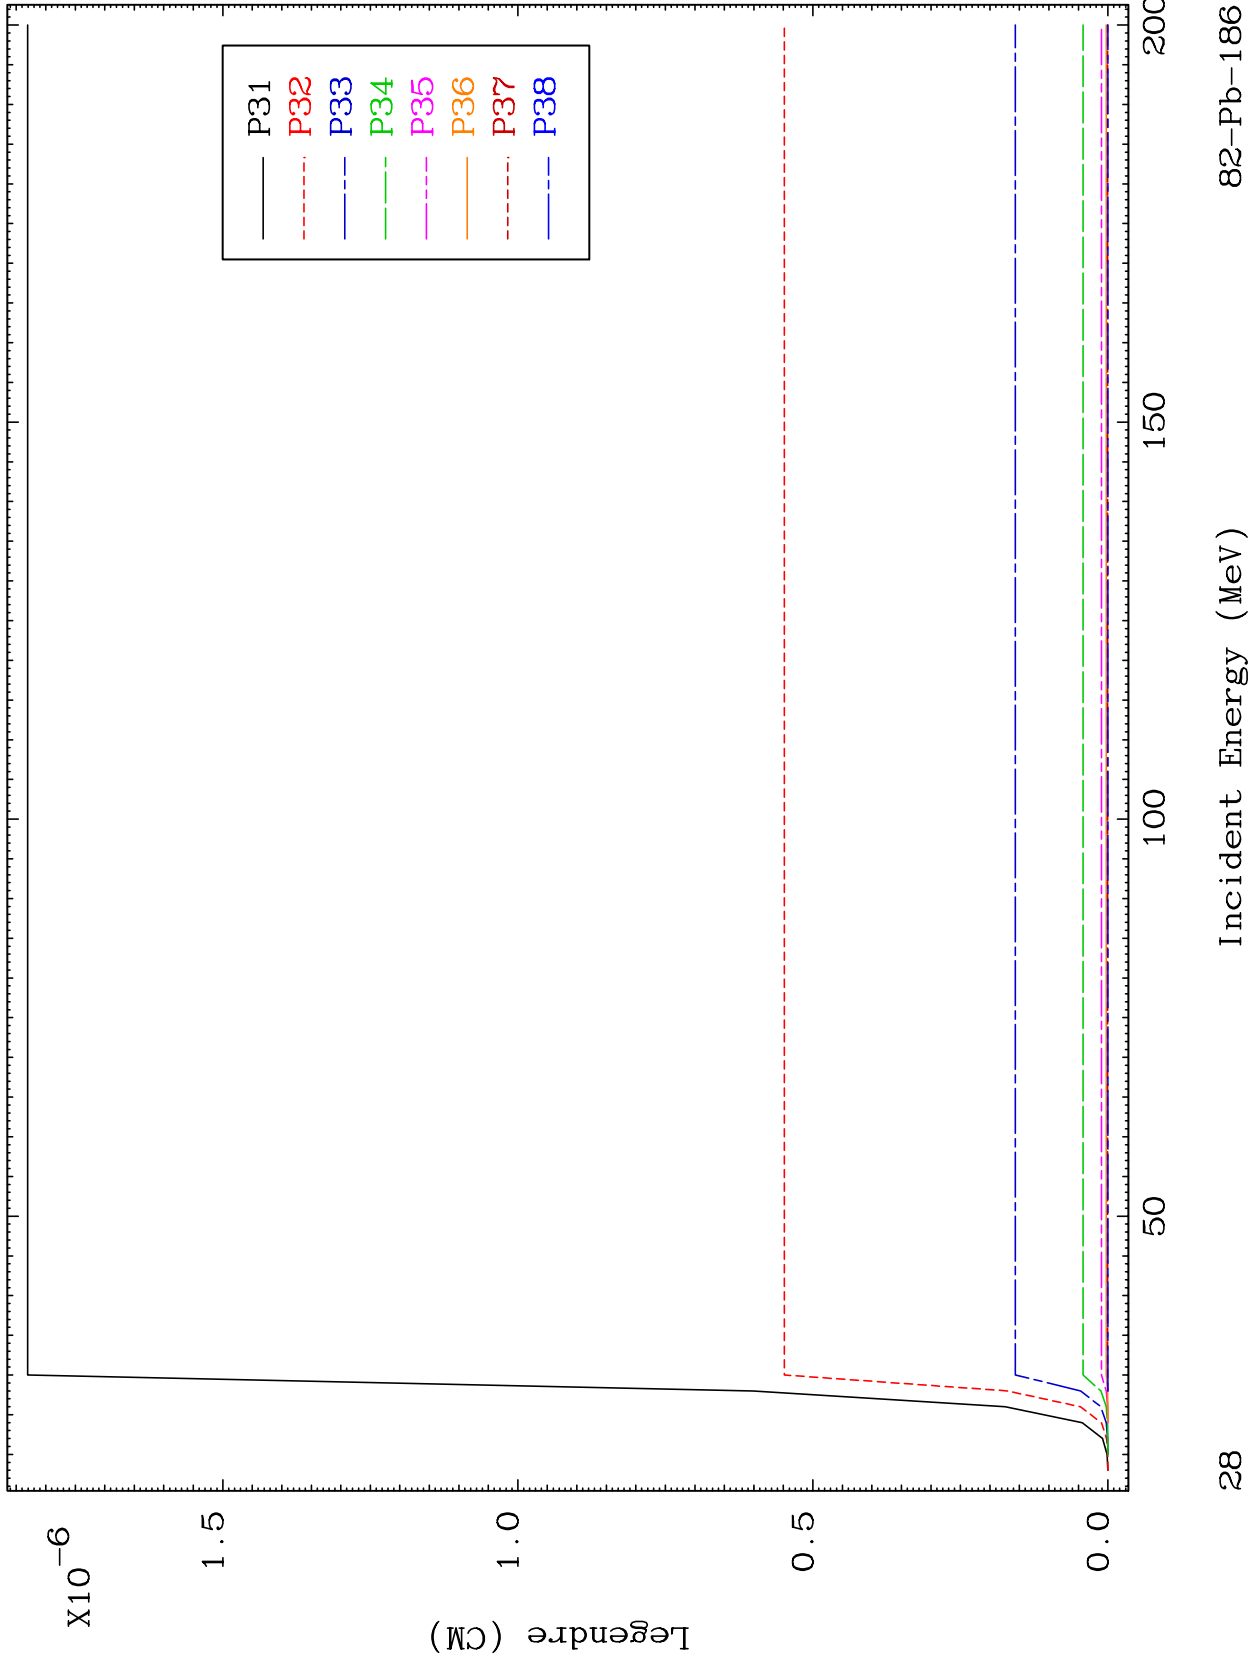 X10-6
1.5
1.0
0.5
0.0
Legendre (CM)
P31
P32
P33
P34
P35
P36
P37
P38
50
100
150
200
28
Incident Energy (MeV)
82-Pb-186